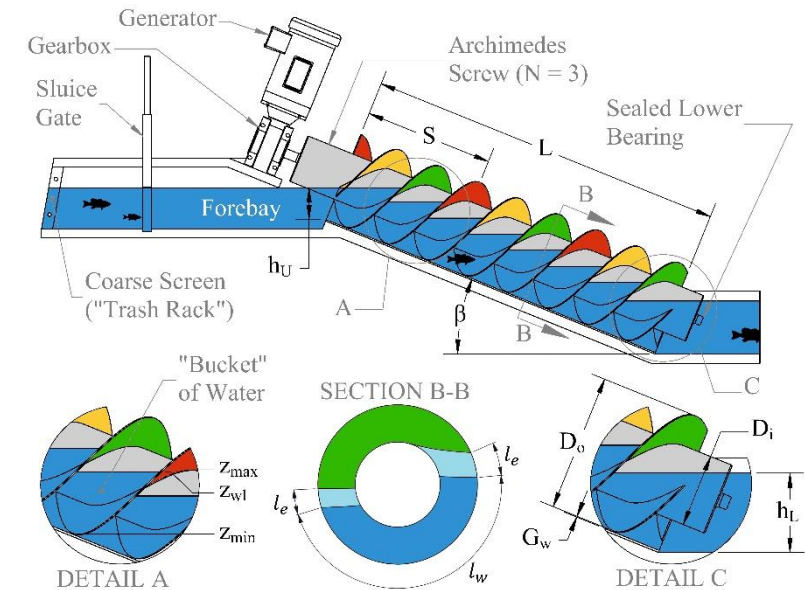 Generator
Gearbox
Sluice
Gate
Archimedes
Screw (N = 3)
Sealed Lower
Bearing
S
L
B
Forebay
h_U
Coarse Screen
("Trash Rack")
A
B
β
C
"Bucket"
of Water
SECTION B-B
z_max
z_wl
z_min
l_e
l_e
l_w
D_o
D_i
h_L
G_w
DETAIL A
DETAIL C